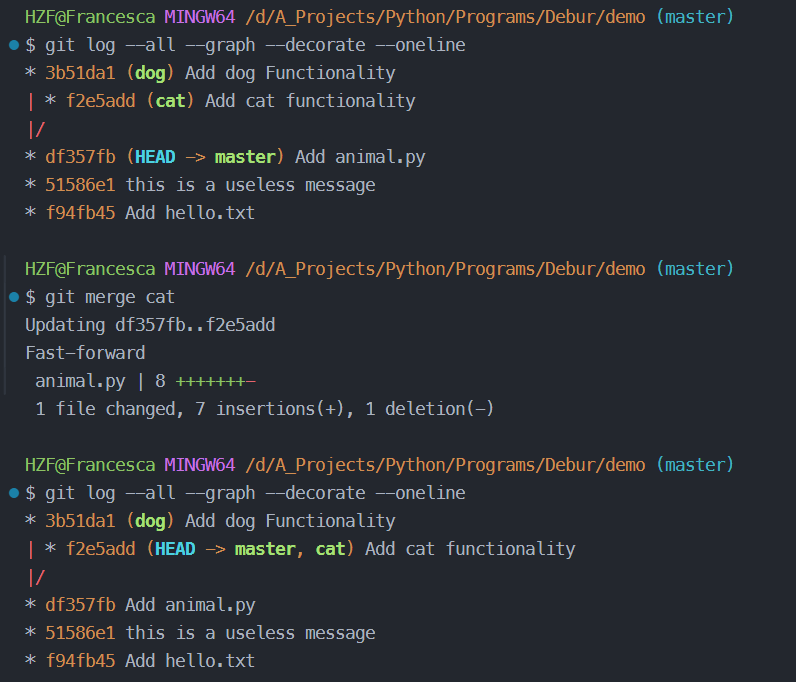 HZF@Francesca MINGW64 /d/A_Projects/Python/Programs/Debur/demo (master)
$ git log --all --graph --decorate --oneline
* 3b51da1 (dog) Add dog Functionality
| * f2e5add (cat) Add cat functionality
|/
* df357fb (HEAD -> master) Add animal.py
* 51586e1 this is a useless message
* f94fb45 Add hello.txt

HZF@Francesca MINGW64 /d/A_Projects/Python/Programs/Debur/demo (master)
$ git merge cat
Updating df357fb..f2e5add
Fast-forward
 animal.py | 8 +++++++-
 1 file changed, 7 insertions(+), 1 deletion(-)

HZF@Francesca MINGW64 /d/A_Projects/Python/Programs/Debur/demo (master)
$ git log --all --graph --decorate --oneline
* 3b51da1 (dog) Add dog Functionality
| * f2e5add (HEAD -> master, cat) Add cat functionality
|/
* df357fb Add animal.py
* 51586e1 this is a useless message
* f94fb45 Add hello.txt